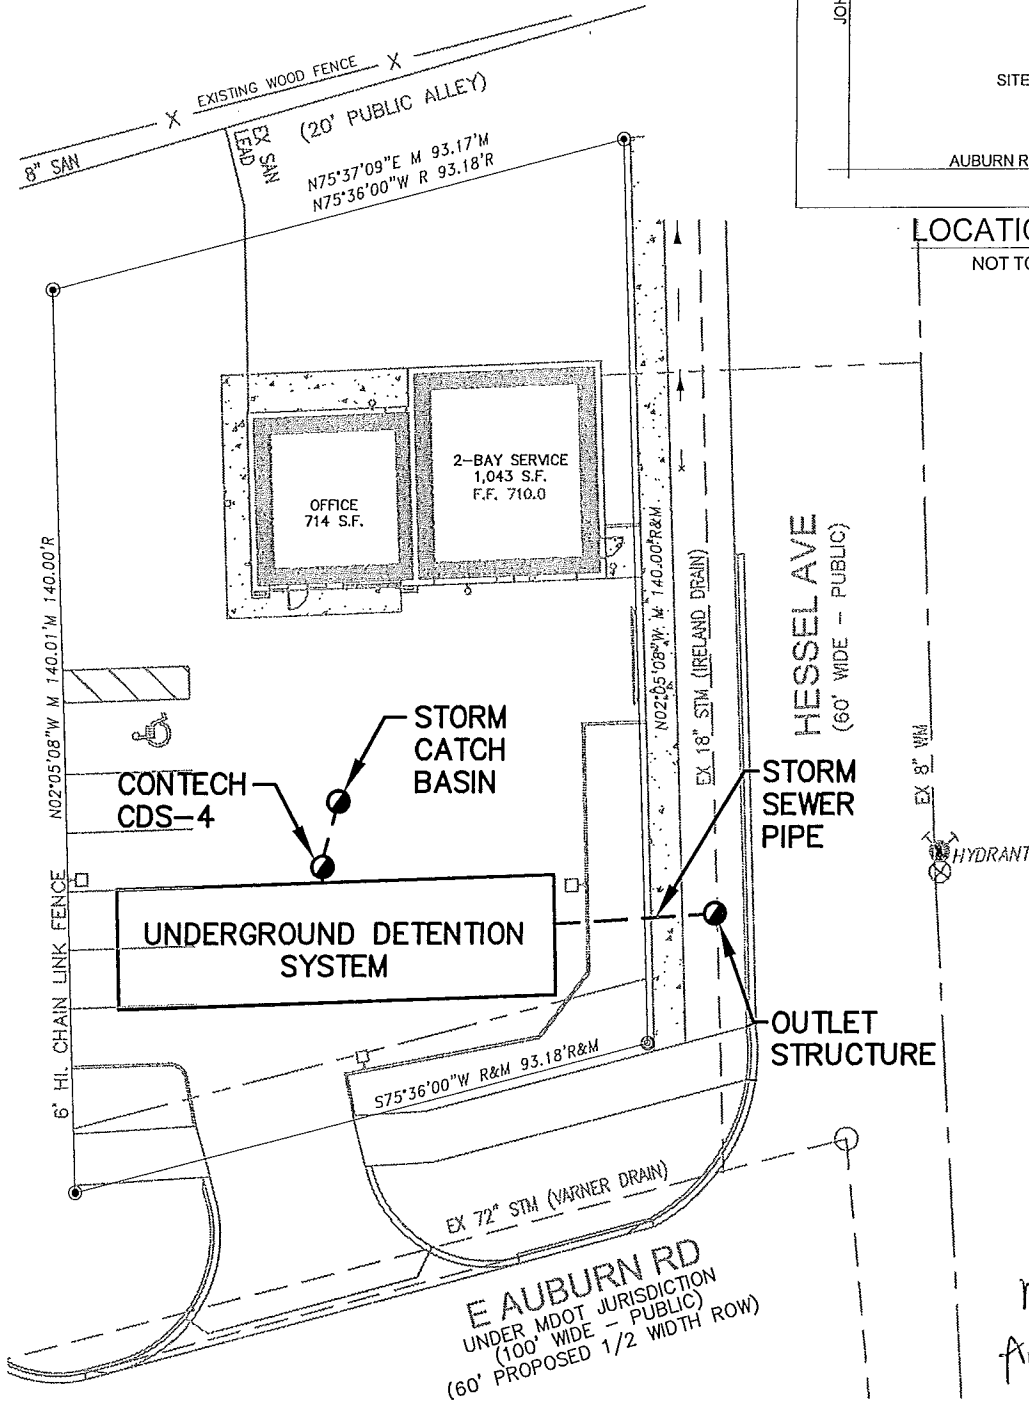 EXISTING WOOD FENCE
X
X
(20' PUBLIC ALLEY)
8" SAN
EX SAN
LEAD
N75°37'09"E M 93.17'M
N75°36'00"W R 93.18'R
SITE
AUBURN R
NOT TO
2-BAY SERVICE
1,043 S.F.
F.F. 710.0
OFFICE
714 S.F.
N02°05'08"W M 140.01'M 140.00'R
N02°05'08"W M 140.00'R&M
EX 18" STM (IRELAND DRAIN)
HESSEL AVE
(60' WIDE - PUBLIC)
EX 8" WM
HYDRANT
STORM
CATCH
BASIN
CONTECH
CDS-4
STORM
SEWER
PIPE
UNDERGROUND DETENTION
SYSTEM
6' HI. CHAIN LINK FENCE
OUTLET
STRUCTURE
S75°36'00"W R&M 93.18'R&M
EX 72" STM (VARNER DRAIN)
E AUBURN RD
UNDER MDOT JURISDICTION
(100' WIDE - PUBLIC)
(60' PROPOSED 1/2 WIDTH ROW)